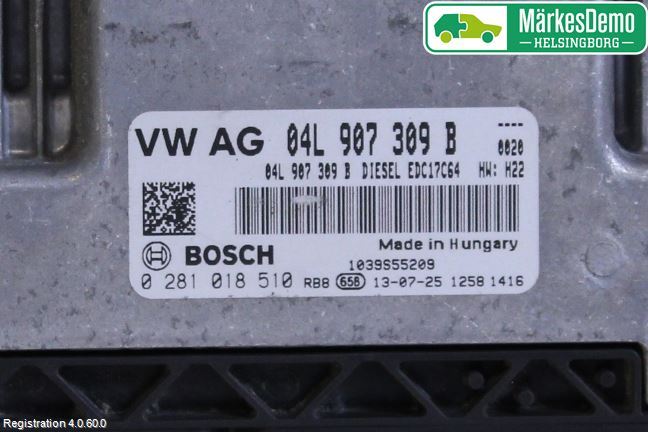 MärkesDemo
HELSINGBORG
VW AG 04L 907 309 B ----
0020
04L 907 309 B DIESEL EDC17C64 HW: H22
BOSCH Made in Hungary
1039S55209
0 281 018 510 RB8 656 13-07-25 1258 1416
Registration 4.0.60.0